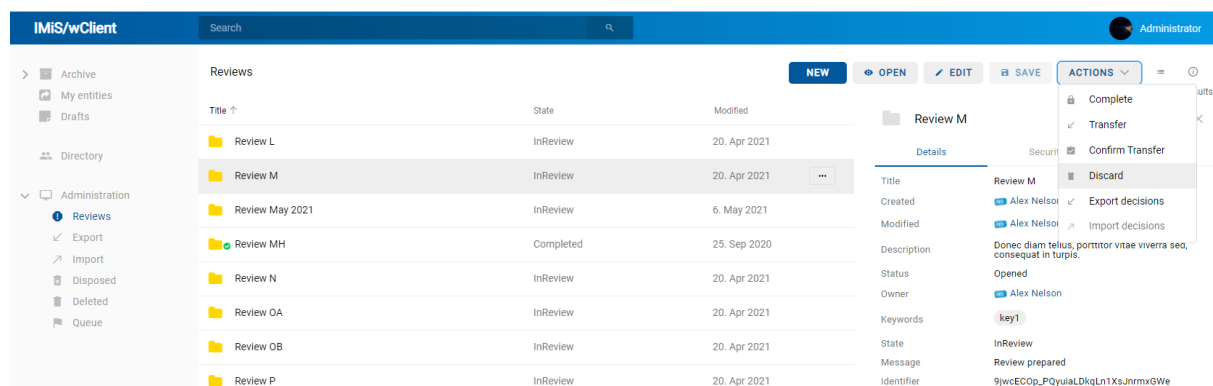 IMiS/wClient
Search
Administrator
Archive
My entities
Drafts
Directory
Administration
Reviews
Export
Import
Disposed
Deleted
Queue
Reviews
NEW
OPEN
EDIT
SAVE
ACTIONS
Title State Modified
Review L InReview 20. Apr 2021
Review M InReview 20. Apr 2021
Review May 2021 InReview 6. May 2021
Review MH Completed 25. Sep 2020
Review N InReview 20. Apr 2021
Review OA InReview 20. Apr 2021
Review OB InReview 20. Apr 2021
Review P InReview 20. Apr 2021
Complete
Transfer
Confirm Transfer
Discard
Export decisions
Import decisions
Review M
Details
Title Review M
Created Alex Nelson
Modified Alex Nelson
Description Donec diam tellus, porttitor vitae viverra sed,
consequat in turpis.
Status Opened
Owner Alex Nelson
Keywords key1
State InReview
Message Review prepared